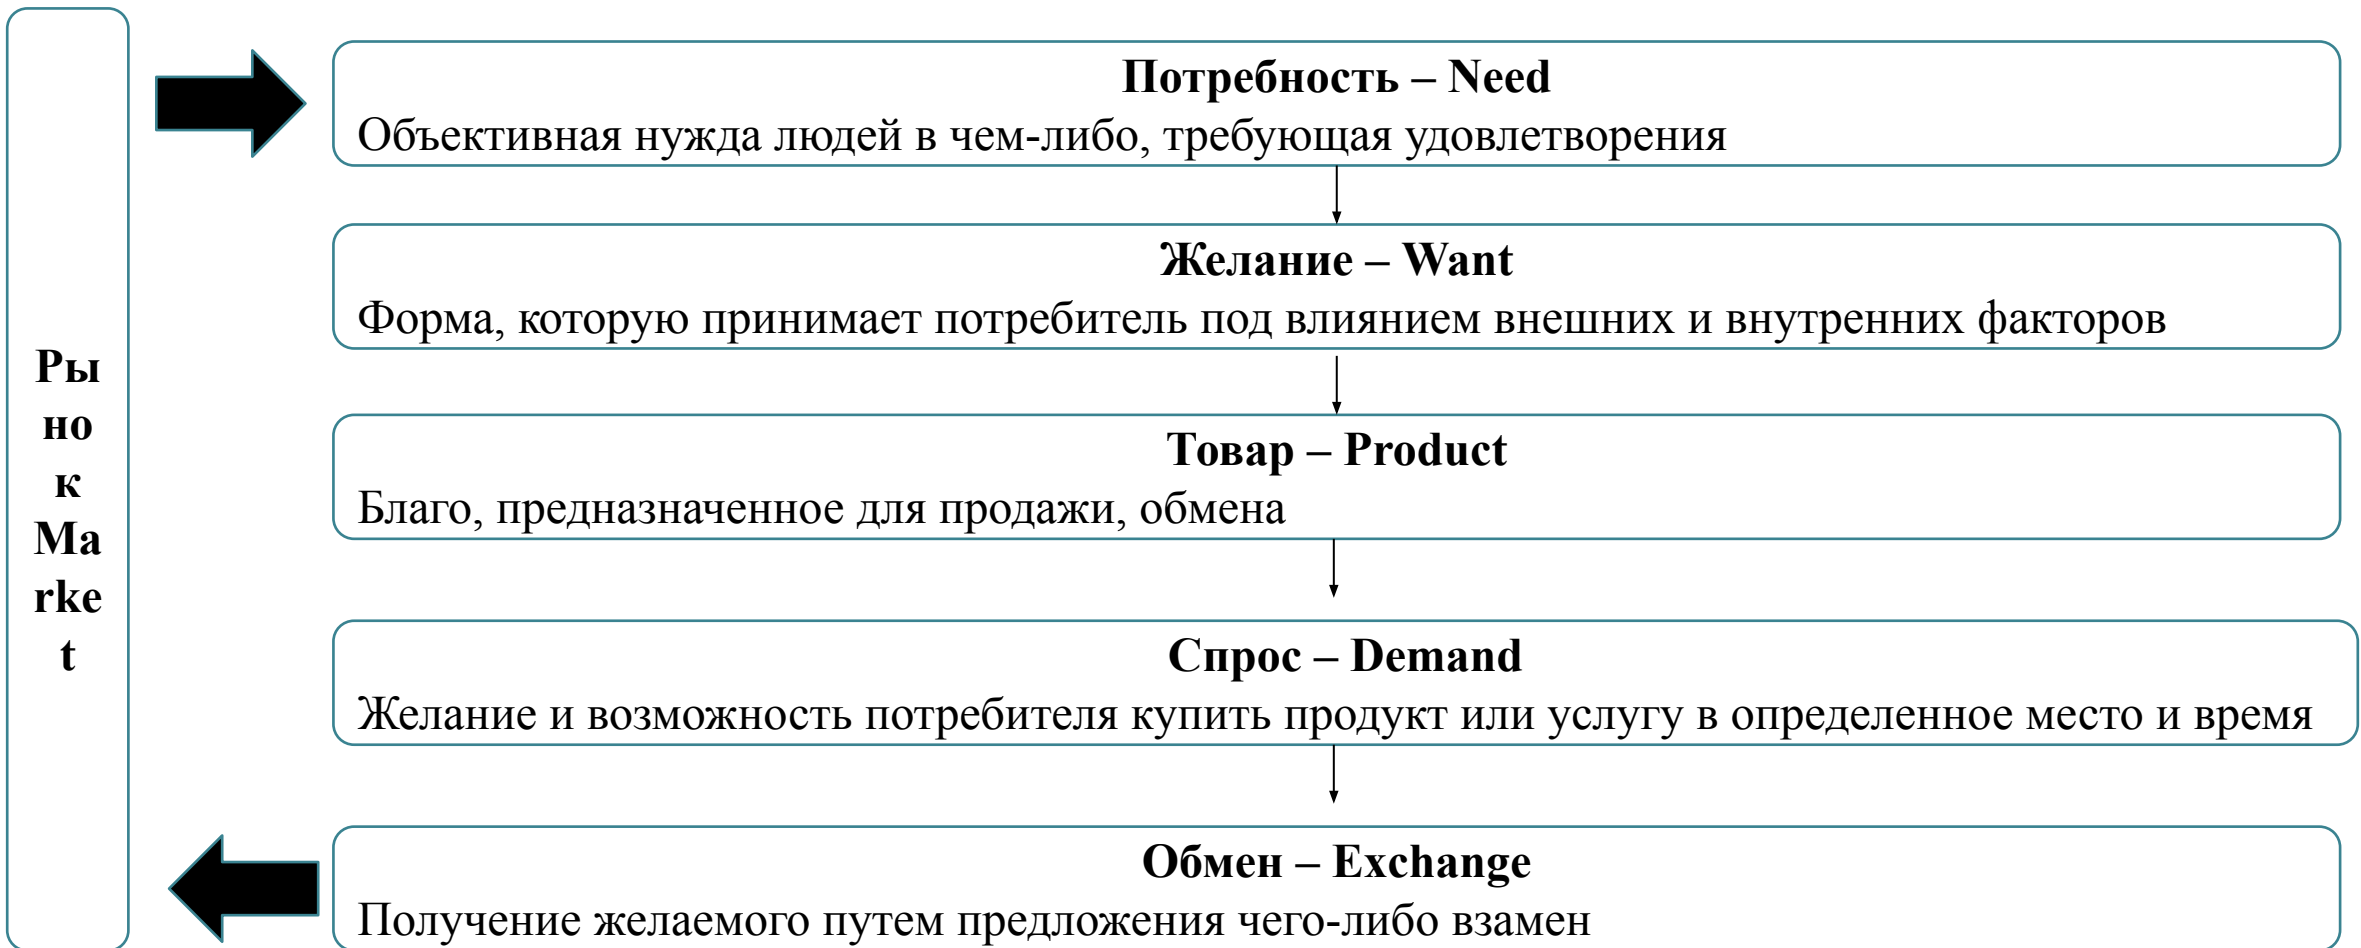 Ры
но
к
Ma
rke
t
Потребность – Need
Объективная нужда людей в чем-либо, требующая удовлетворения
Желание – Want
Форма, которую принимает потребитель под влиянием внешних и внутренних факторов
Товар – Product
Благо, предназначенное для продажи, обмена
Спрос – Demand
Желание и возможность потребителя купить продукт или услугу в определенное место и время
Обмен – Exchange
Получение желаемого путем предложения чего-либо взамен